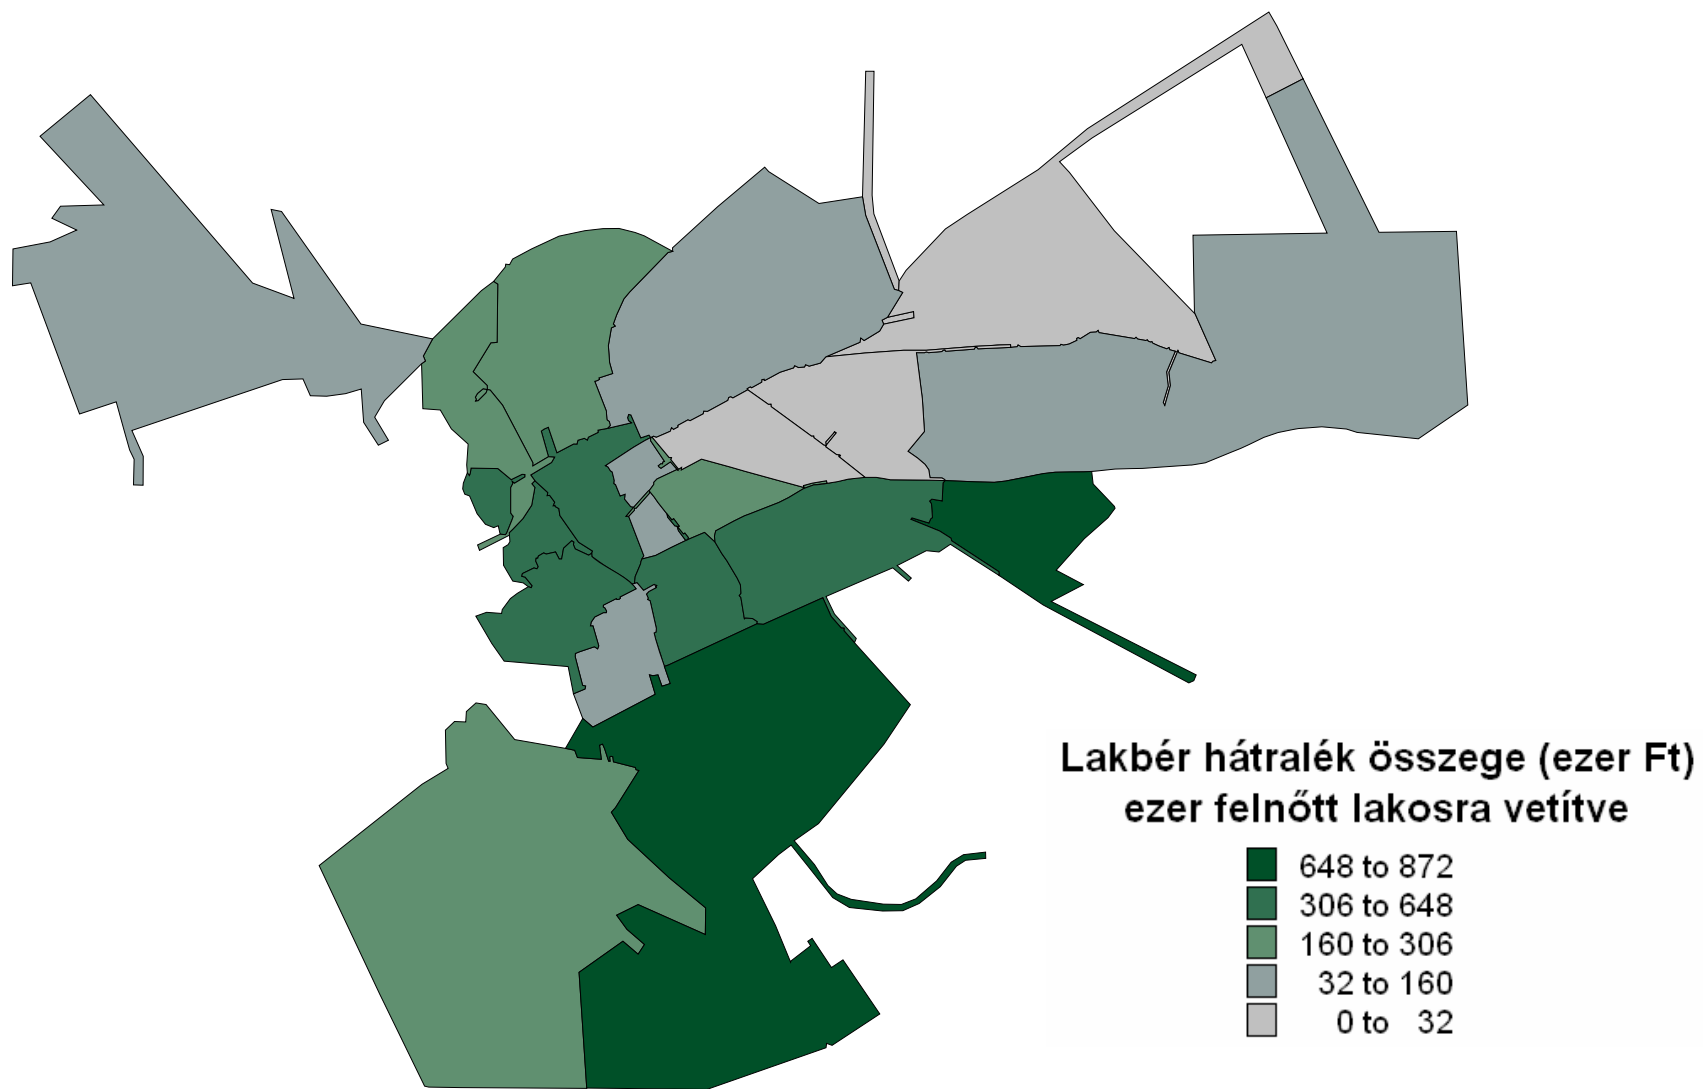 Lakbér hátralék összege (ezer Ft)
ezer felnőtt lakosra vetítve
648 to 872
306 to 648
160 to 306
32 to 160
0 to 32